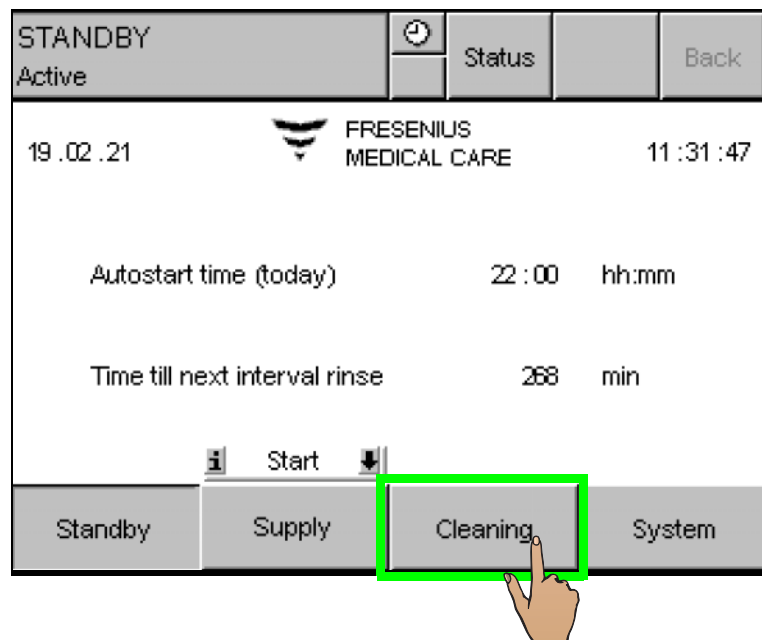 STANDBY
Active
Status
Back
19.02.21
FRESENIUS
MEDICAL CARE
11:31:47
Autostart time (today) 22:00 hh:mm
Time till next interval rinse 268 min
i Start
Standby Supply Cleaning System